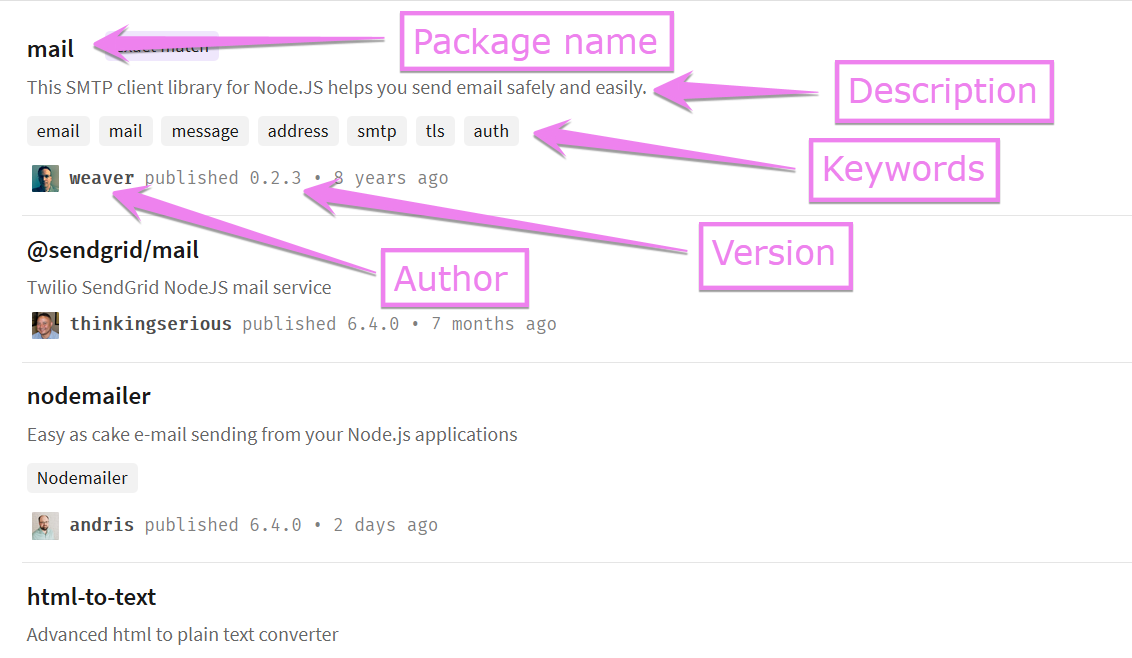 mail exact match Package name
This SMTP client library for Node.JS helps you send email safely and easily. Description
email mail message address smtp tls auth Keywords
weaver published 0.2.3 • 8 years ago
@sendgrid/mail Version
Twilio SendGrid NodeJS mail service Author
thinkingserious published 6.4.0 • 7 months ago
nodemailer
Easy as cake e-mail sending from your Node.js applications
Nodemailer
andris published 6.4.0 • 2 days ago
html-to-text
Advanced html to plain text converter